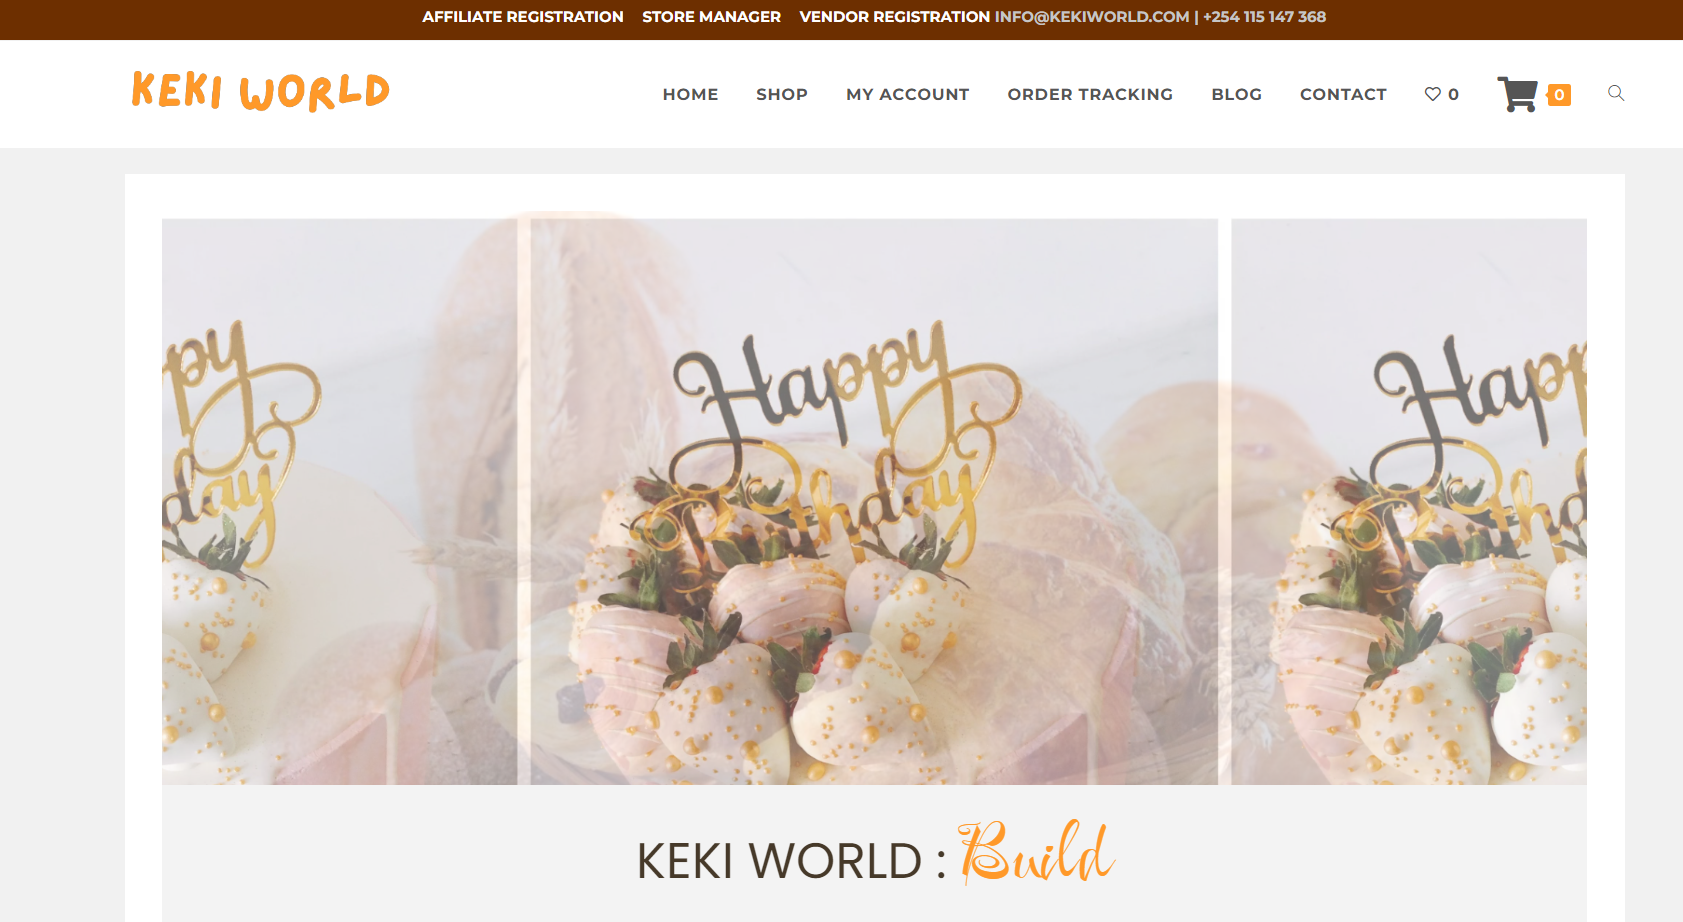 AFFILIATE REGISTRATION STORE MANAGER VENDOR REGISTRATION INFO@KEKIWORLD.COM | +254 115 147 368
KEKI WORLD
HOME SHOP MY ACCOUNT ORDER TRACKING BLOG CONTACT 0 0
ppy
day
Happy
Birthday
Happ
KEKI WORLD : Build